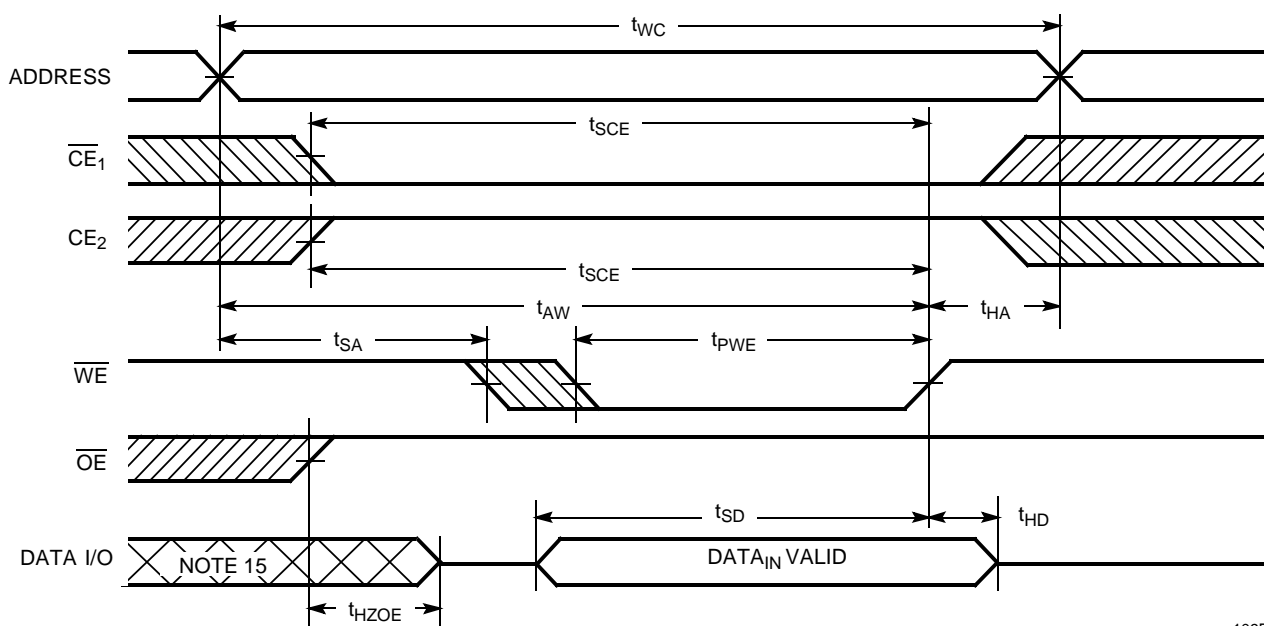 tWC
ADDRESS
tSCE
CE1
CE2
tSCE
tAW
tHA
tSA
tPWE
WE
OE
tSD
tHD
DATA I/O
NOTE 15
DATAIN VALID
tHZOE